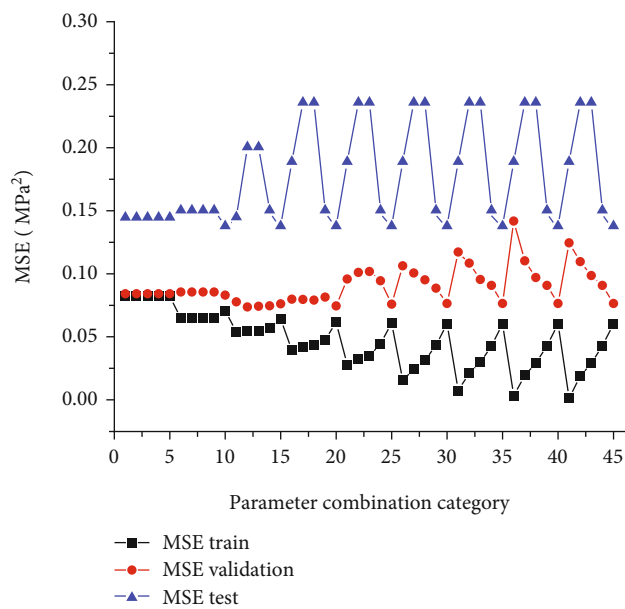 0.30
0.25
0.20
0.15
0.10
0.05
0.00
MSE ( MPa²)
0 5 10 15 20 25 30 35 40 45
Parameter combination category
MSE train
MSE validation
MSE test